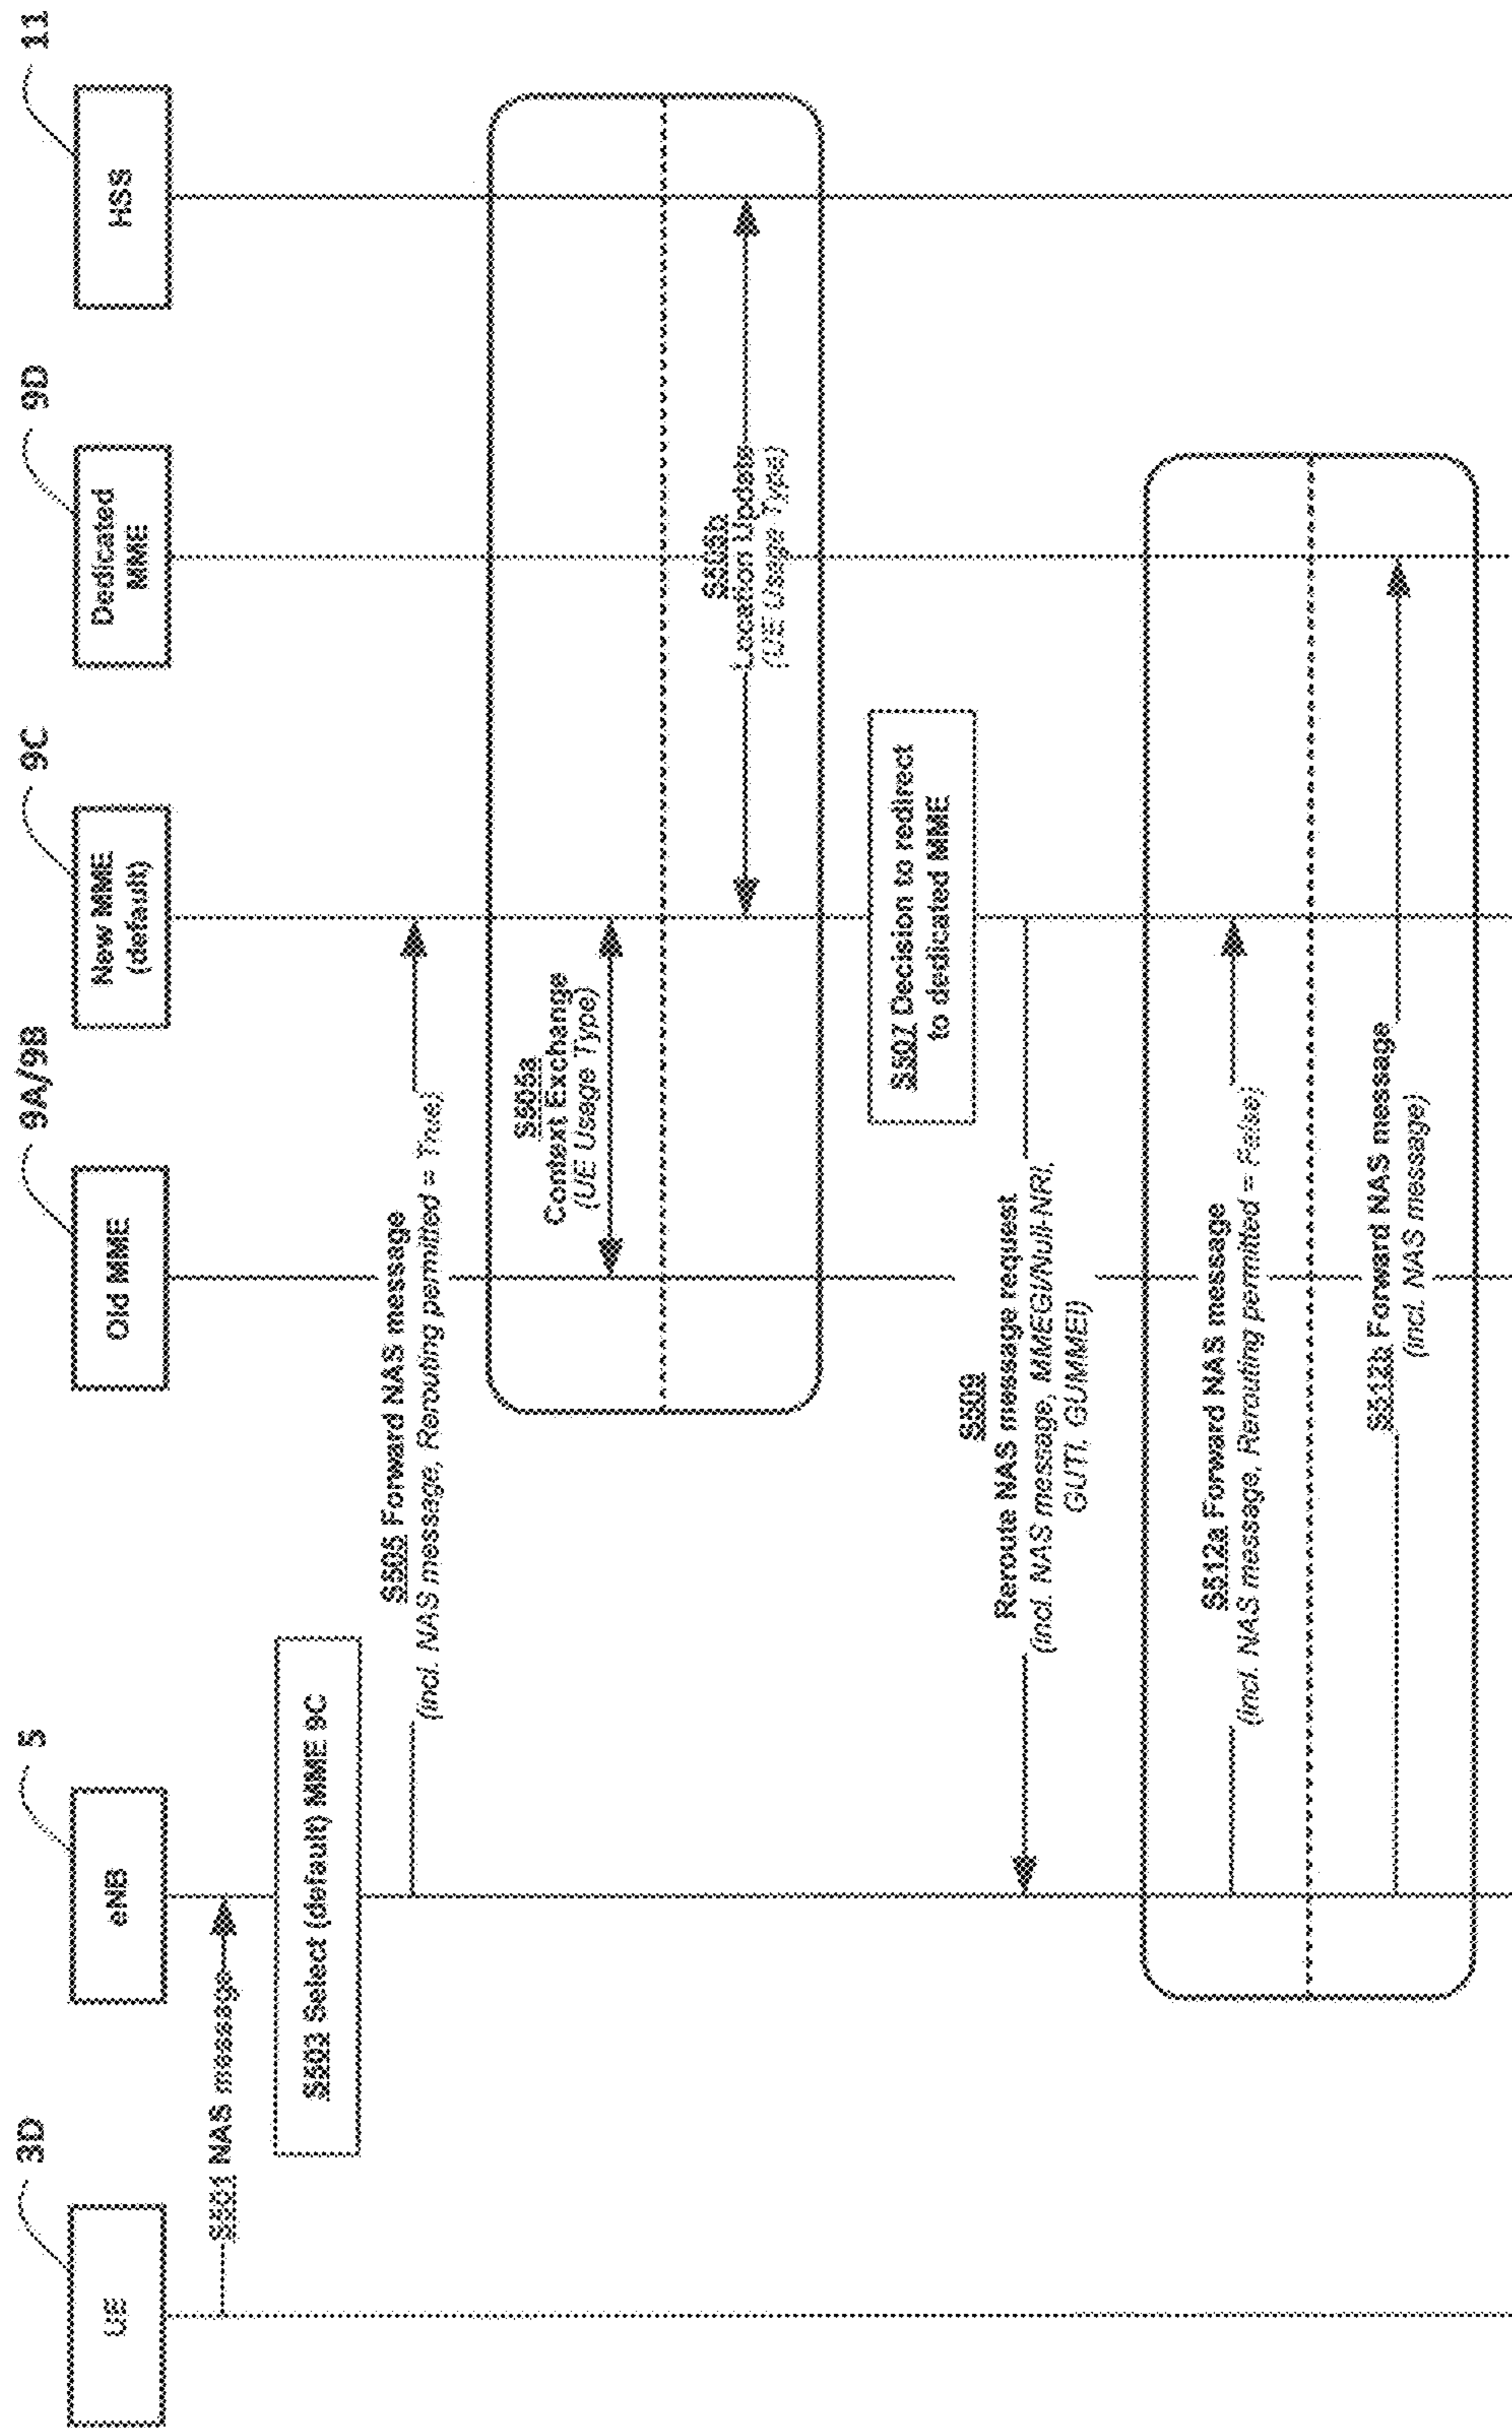 3D
5
9A/9B
9C
9D
11
UE
eNB
Old MME
New MME
(default)
Dedicated
MME
HSS
S501 NAS message
S503 Select (default) MME 9C
S505 Forward NAS message
(incl. NAS message, Rerouting permitted = True)
S505a
Context Exchange
(UE Usage Type)
S505b
Location Update
(UE Usage Type)
S507 Decision to redirect
to dedicated MME
S509
Reroute NAS message request
(incl. NAS message, MMEGI/Null-NRI,
GUTI, GUMMEI)
S512a Forward NAS message
(incl. NAS message, Rerouting permitted = False)
S512b Forward NAS message
(incl. NAS message)